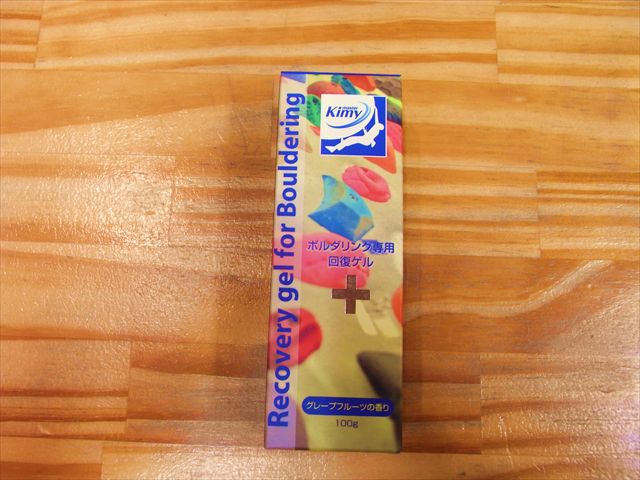 Recovery gel for Bouldering
master
Kimy
ボルダリング専用
回復ゲル
グレープフルーツの香り
100g